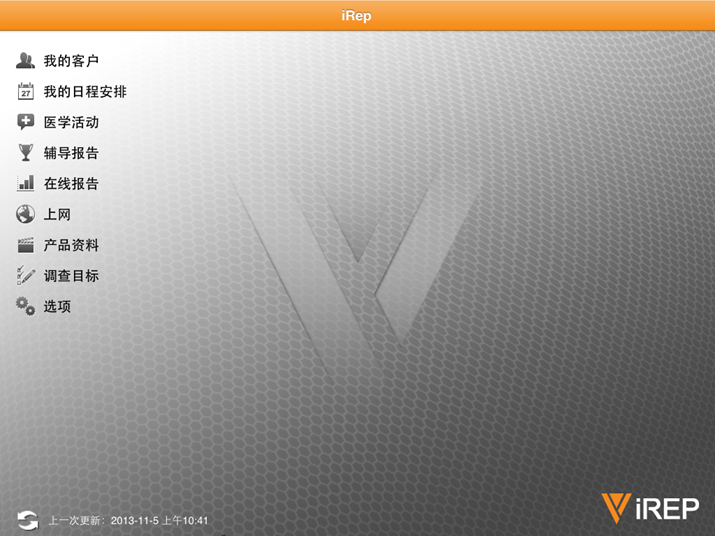 iRep
我的客户
27
我的日程安排
医学活动
辅导报告
在线报告
上网
产品资料
调查目标
选项
上一次更新：2013-11-5 上午10:41
iREP